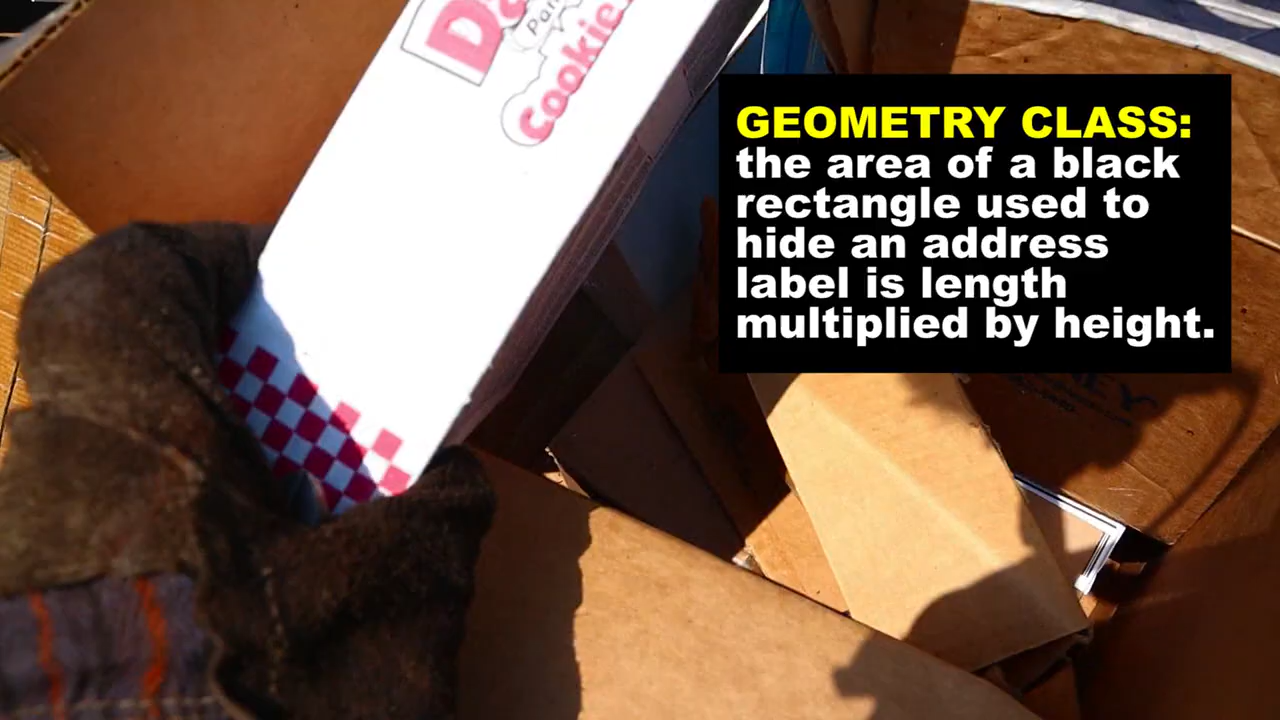 Cookie
GEOMETRY CLASS:
the area of a black
rectangle used to
hide an address
label is length
multiplied by height.